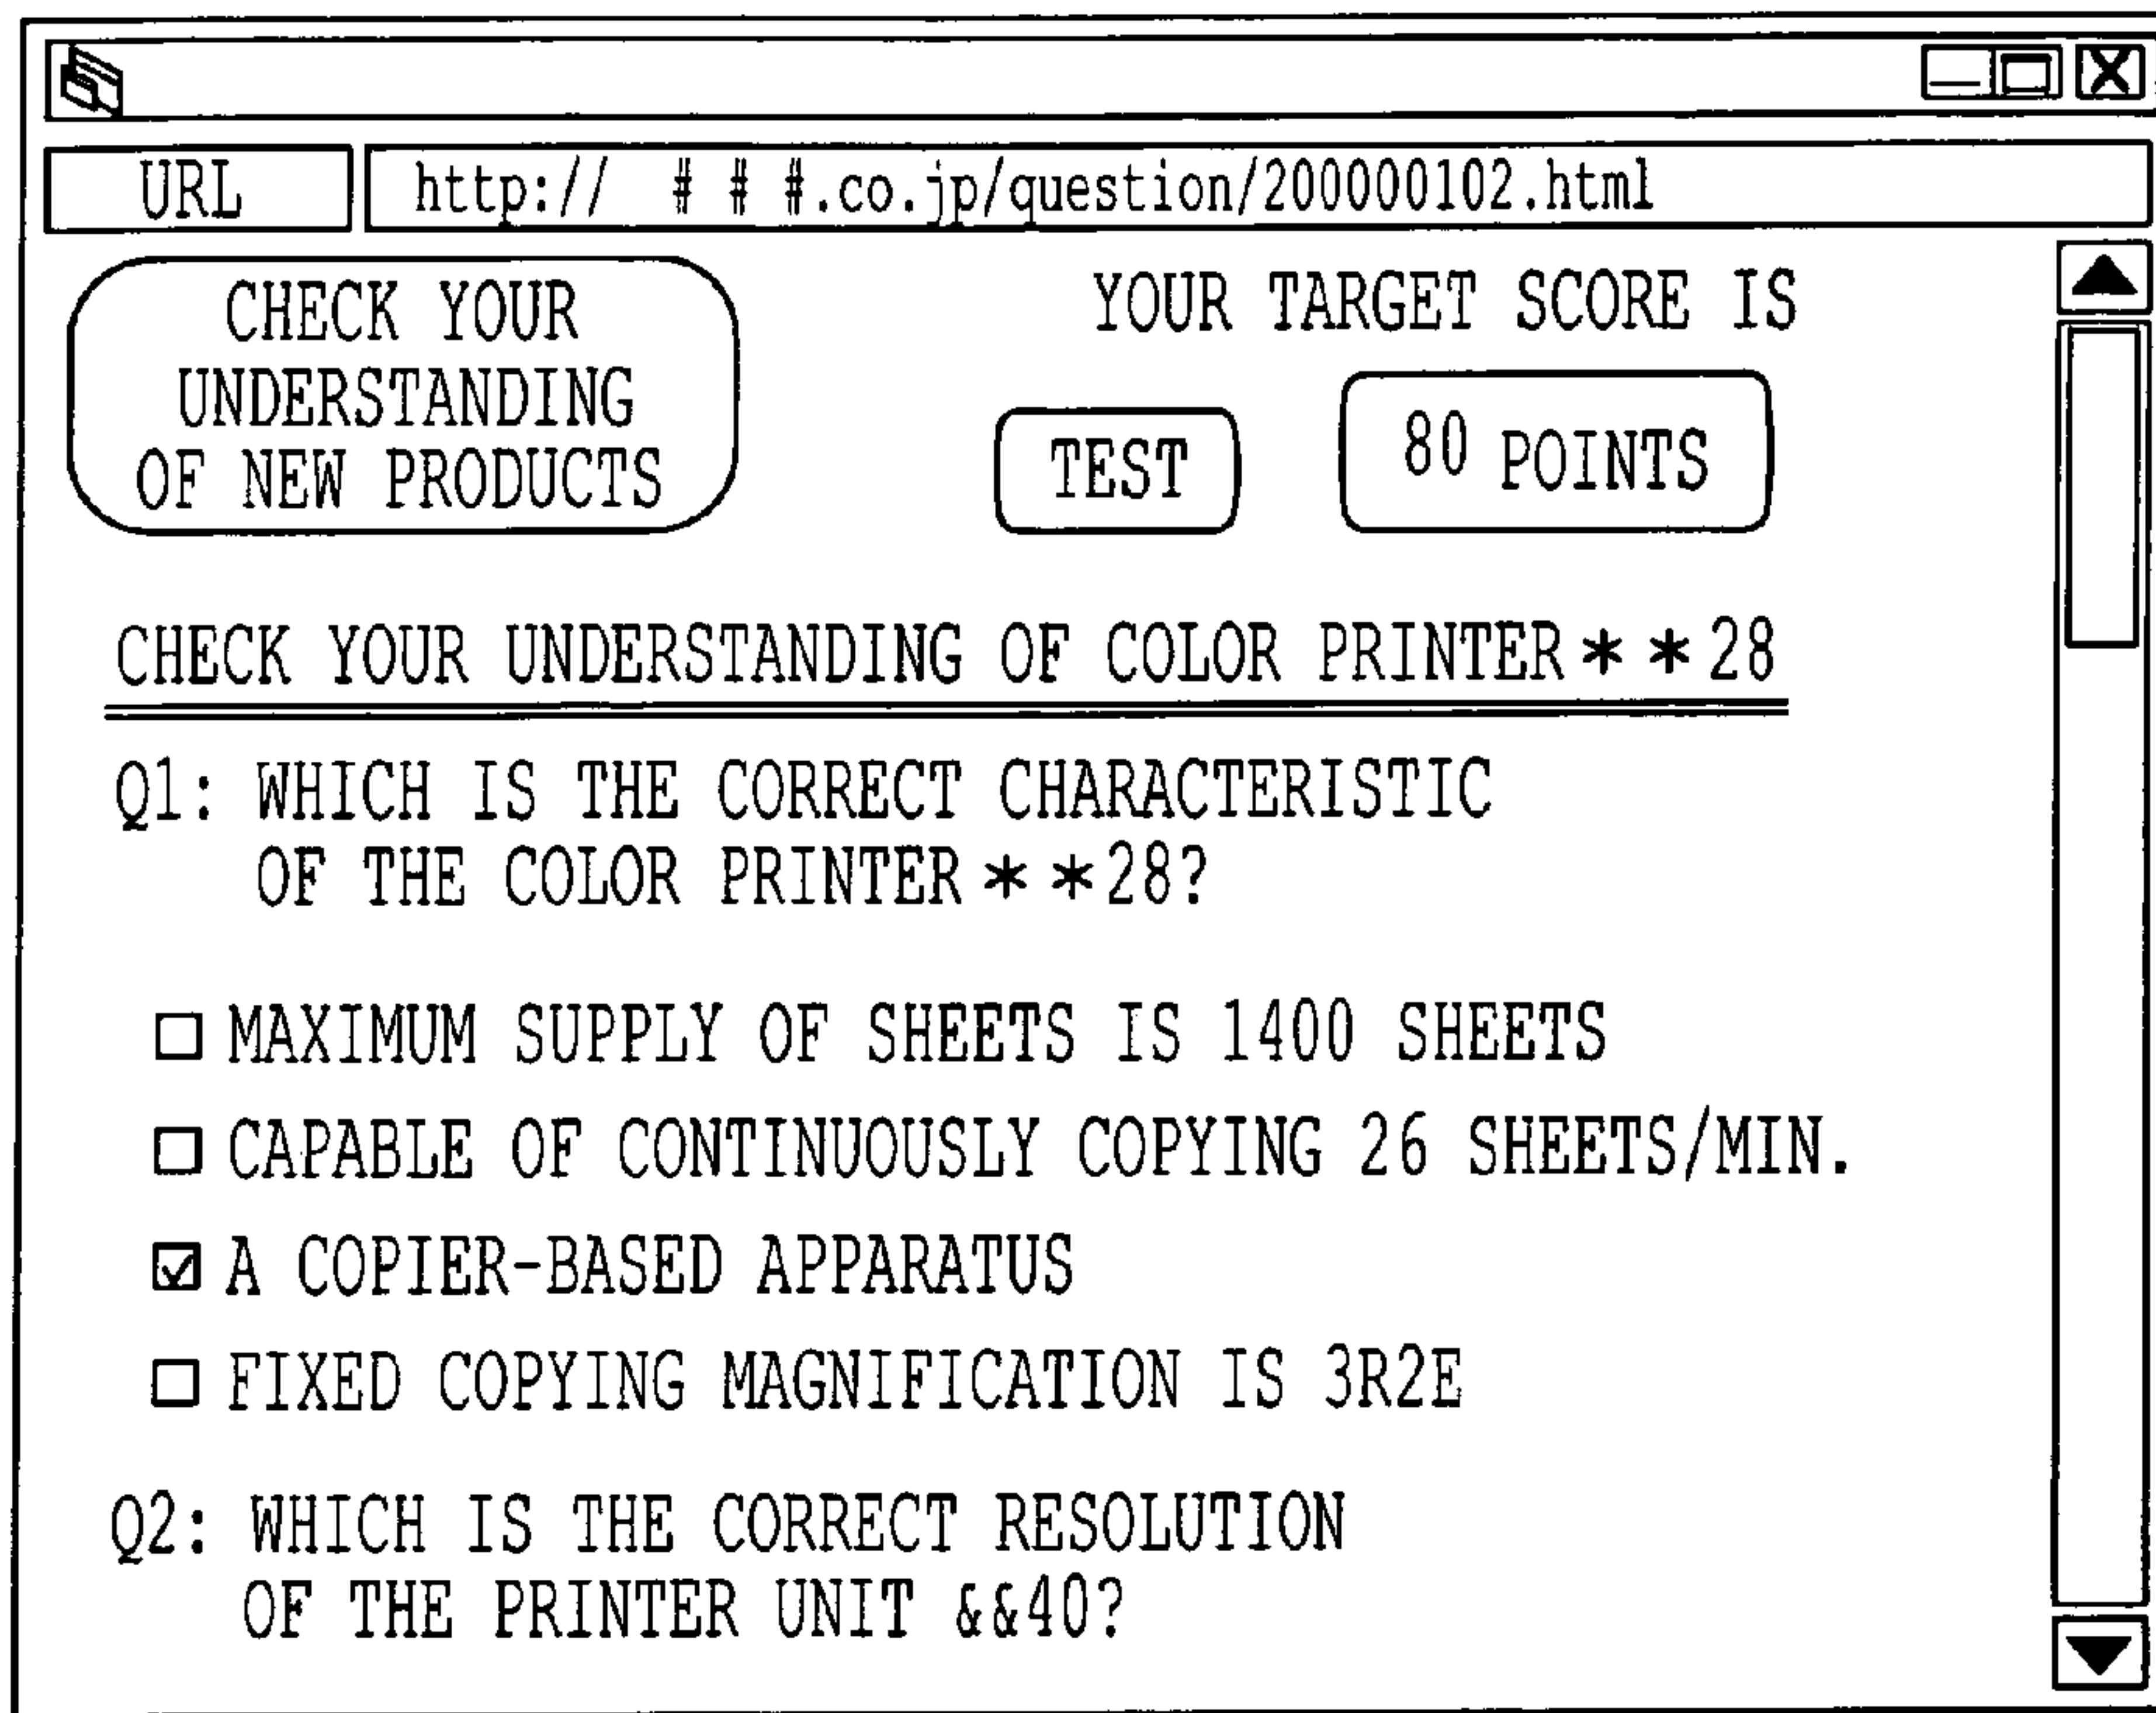 URL http://  # # #.co.jp/question/200000102.html
CHECK YOUR
UNDERSTANDING
OF NEW PRODUCTS
YOUR TARGET SCORE IS
TEST
80 POINTS
CHECK YOUR UNDERSTANDING OF COLOR PRINTER**28
Q1: WHICH IS THE CORRECT CHARACTERISTIC
OF THE COLOR PRINTER**28?
MAXIMUM SUPPLY OF SHEETS IS 1400 SHEETS
CAPABLE OF CONTINUOUSLY COPYING 26 SHEETS/MIN.
A COPIER-BASED APPARATUS
FIXED COPYING MAGNIFICATION IS 3R2E
Q2: WHICH IS THE CORRECT RESOLUTION
OF THE PRINTER UNIT &&40?